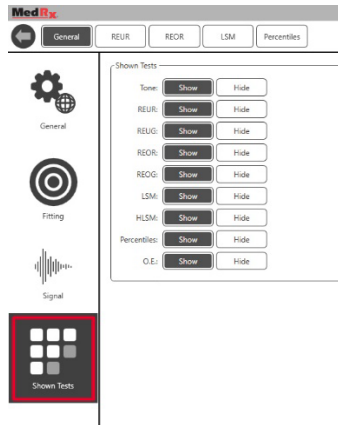 MedRx
General REUR REOR LSM Percentiles
Shown Tests
Tone: Show Hide
REUR: Show Hide
REUG: Show Hide
REOR: Show Hide
REOG: Show Hide
LSM: Show Hide
HLSM: Show Hide
Percentiles: Show Hide
O.E.: Show Hide
General
Fitting
Signal
Shown Tests